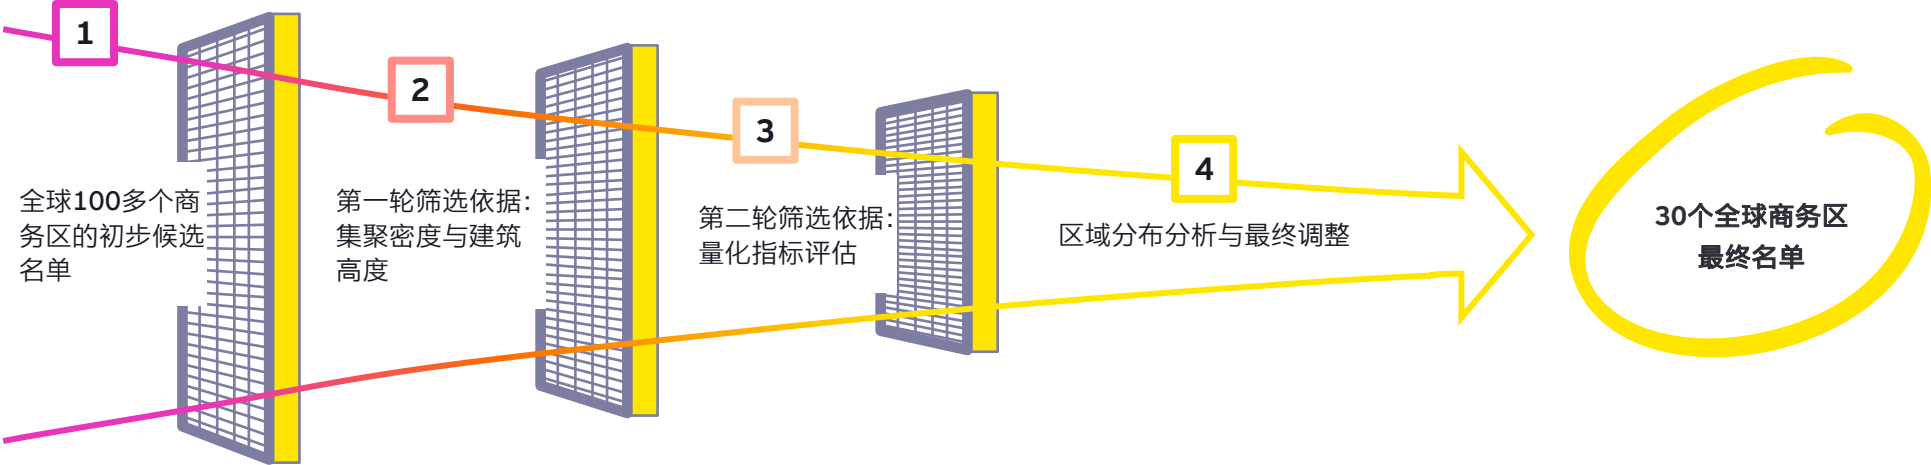 1
全球100多个商
务区的初步候选
名单
2
第一轮筛选依据:
集聚密度与建筑
高度
3
第二轮筛选依据:
量化指标评估
4
区域分布分析与最终调整
30个全球商务区
最终名单